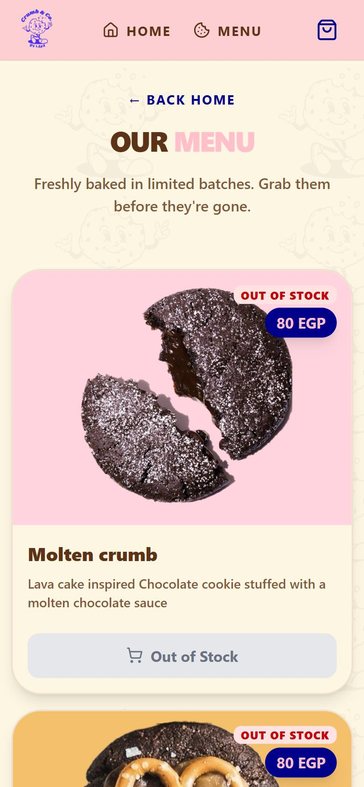 Crumb & Co.
HOME
MENU
← BACK HOME
OUR MENU
Freshly baked in limited batches. Grab them
before they're gone.
OUT OF STOCK
80 EGP
Molten crumb
Lava cake inspired Chocolate cookie stuffed with a
molten chocolate sauce
Out of Stock
OUT OF STOCK
80 EGP